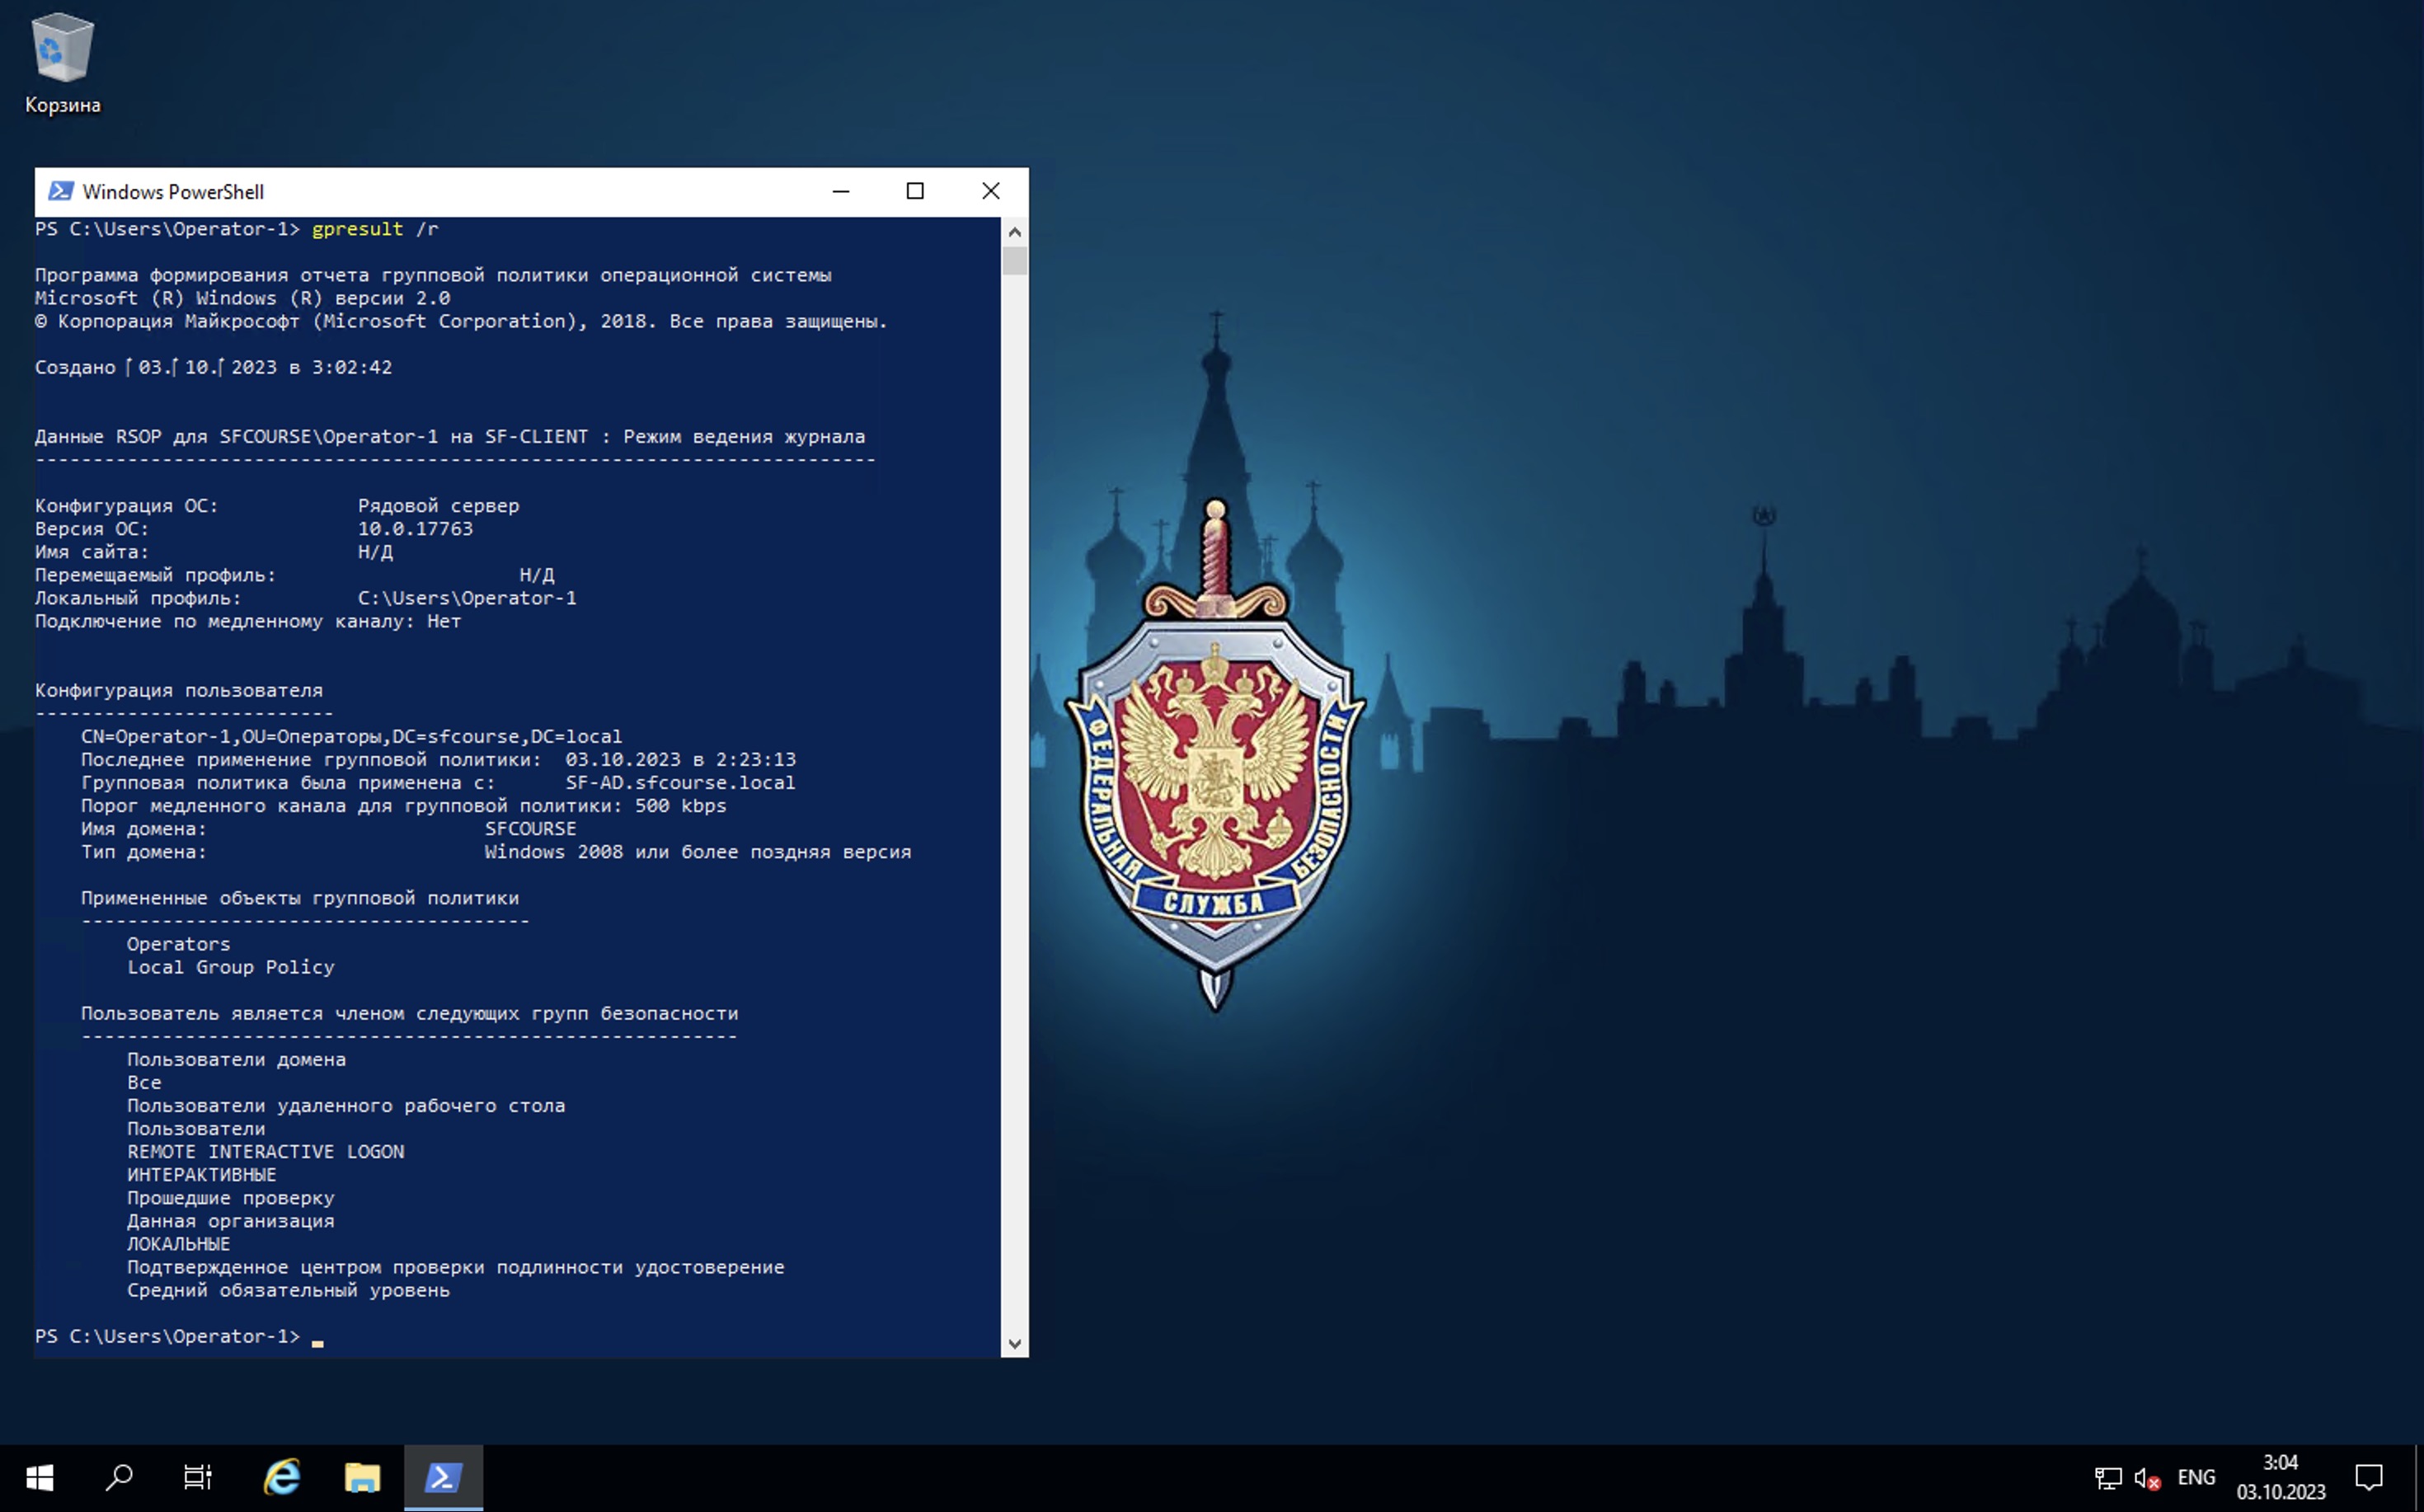 Корзина
Windows PowerShell
PS C:\Users\Operator-1> gpresult /r
Программа формирования отчета групповой политики операционной системы
Microsoft (R) Windows (R) версии 2.0
© Корпорация Майкрософт (Microsoft Corporation), 2018. Все права защищены.
Создано 03.10.2023 в 3:02:42
Данные RSOP для SFCOURSE\Operator-1 на SF-CLIENT : Режим ведения журнала
-------------------------------------------------------------------------
Конфигурация ОС: Рядовой сервер
Версия ОС: 10.0.17763
Имя сайта: Н/Д
Перемещаемый профиль: Н/Д
Локальный профиль: C:\Users\Operator-1
Подключение по медленному каналу: Нет
Конфигурация пользователя
--------------------------
CN=Operator-1,OU=Операторы,DC=sfcourse,DC=local
Последнее применение групповой политики: 03.10.2023 в 2:23:13
Групповая политика была применена с: SF-AD.sfcourse.local
Порог медленного канала для групповой политики: 500 kbps
Имя домена: SFCOURSE
Тип домена: Windows 2008 или более поздняя версия
Примененные объекты групповой политики
---------------------------------------
Operators
Local Group Policy
Пользователь является членом следующих групп безопасности
---------------------------------------------------------
Пользователи домена
Все
Пользователи удаленного рабочего стола
Пользователи
REMOTE INTERACTIVE LOGON
ИНТЕРАКТИВНЫЕ
Прошедшие проверку
Данная организация
ЛОКАЛЬНЫЕ
Подтвержденное центром проверки подлинности удостоверение
Средний обязательный уровень
PS C:\Users\Operator-1>
ФЕДЕРАЛЬНАЯ
СЛУЖБА
БЕЗОПАСНОСТИ
ENG
3:04
03.10.2023